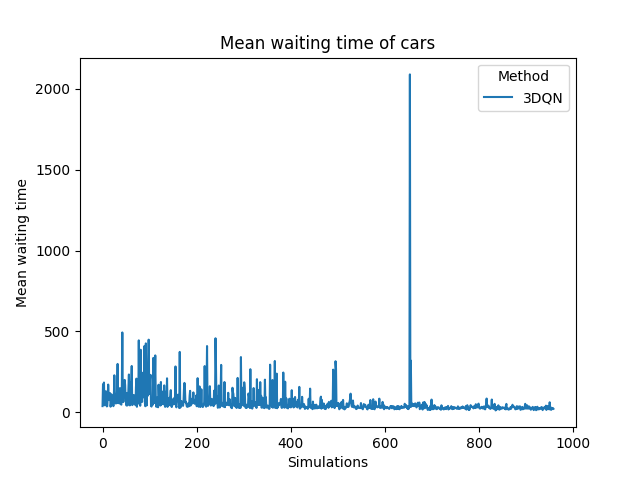 Mean waiting time of cars
Method
3DQN
2000
1500
1000
500
0
Mean waiting time
0 200 400 600 800 1000
Simulations